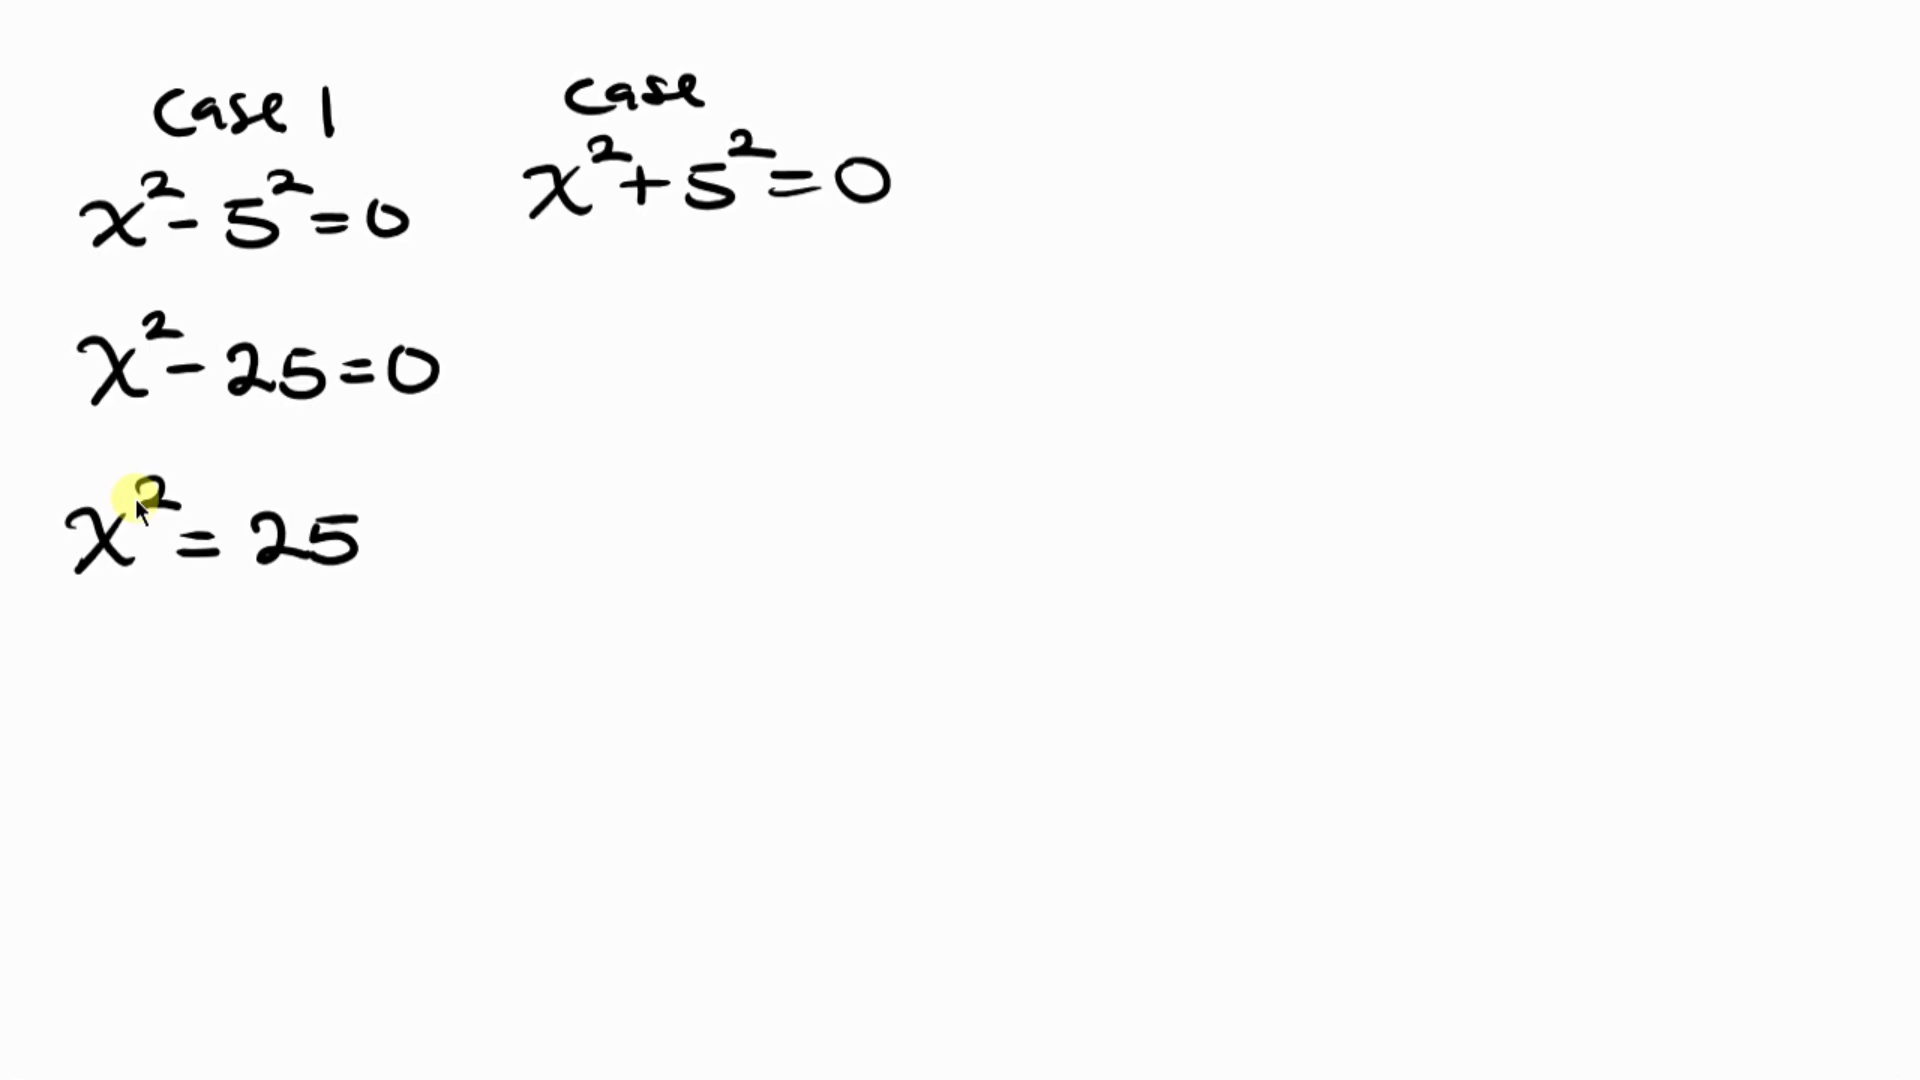 Case 1
x² - 5² = 0
x² - 25 = 0
x² = 25
Case
x² + 5² = 0